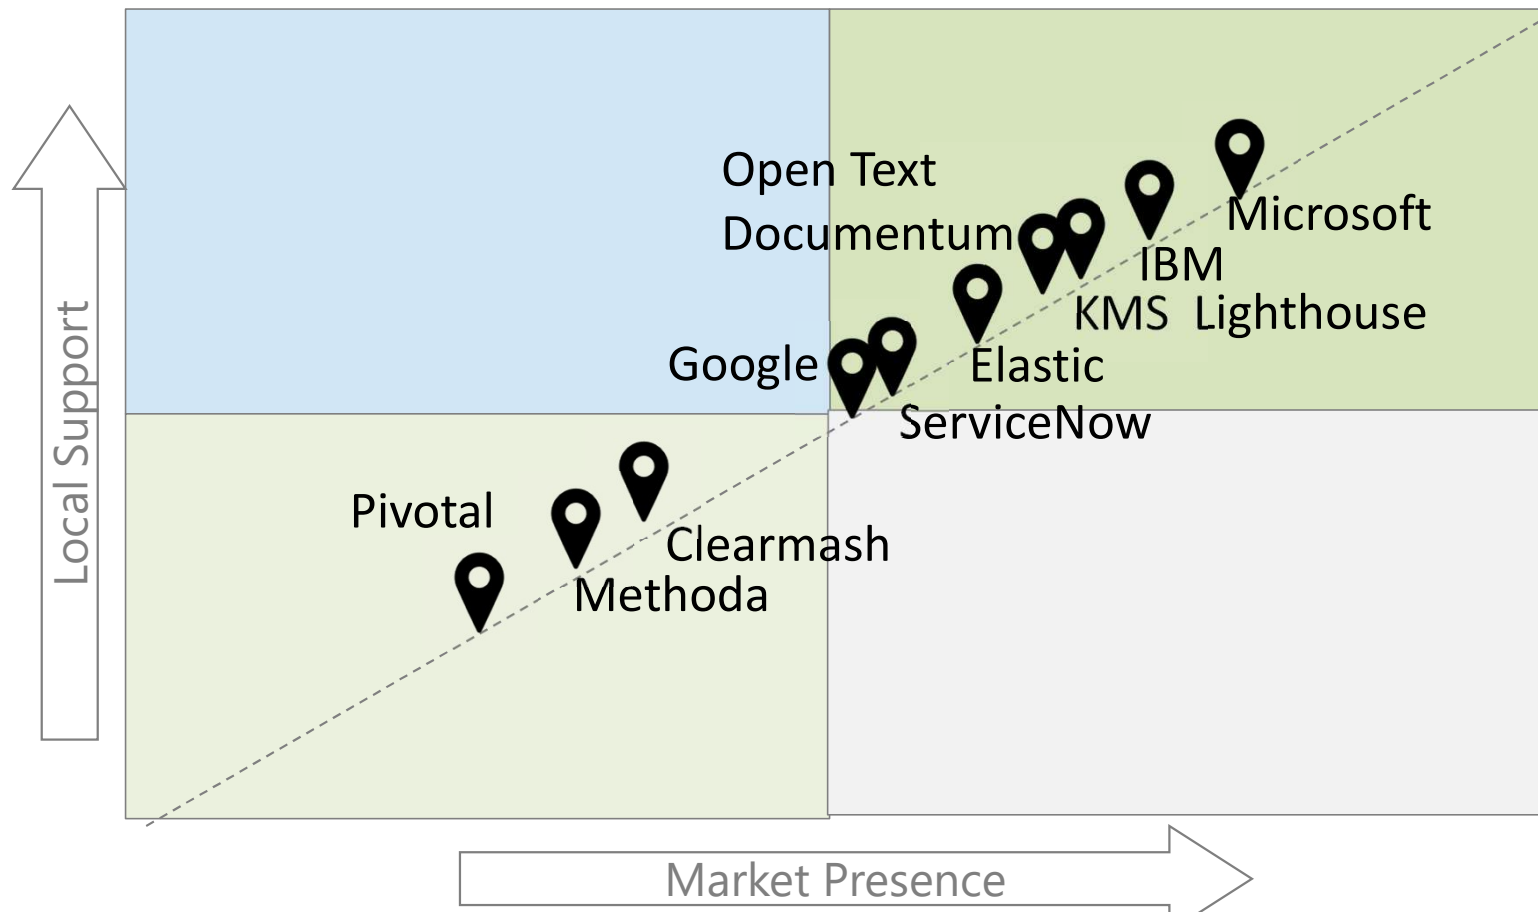 Open Text
Documentum
Microsoft
IBM
KMS Lighthouse
Google
Elastic
ServiceNow
Pivotal
Clearmash
Methoda
Local Support
Market Presence